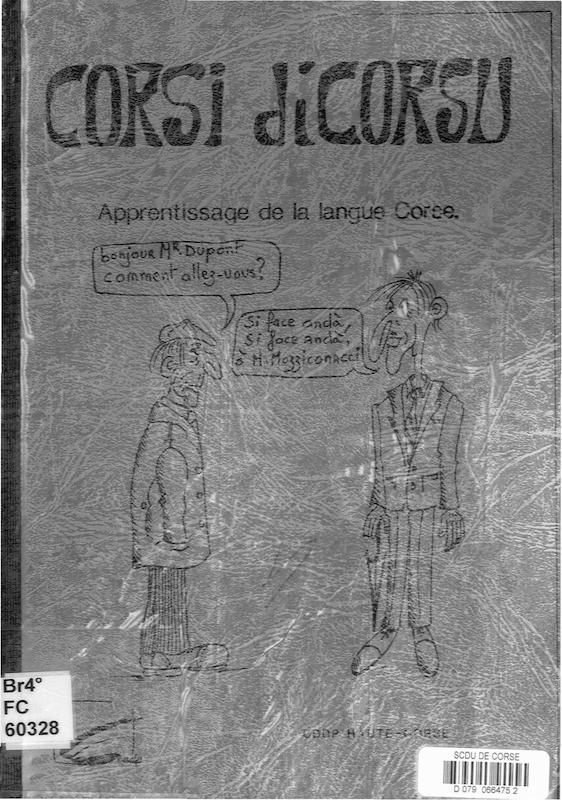 CORSI di CORSU
Apprentissage de la langue Corse.
bonjour Mr. Dupont
comment allez-vous?
Si face andà,
Si face andà,
ô M. Mozziconacci
CDDP HAUTE-CORSE
Br4°
FC
60328
SCDU DE CORSE
D 079 066475 2